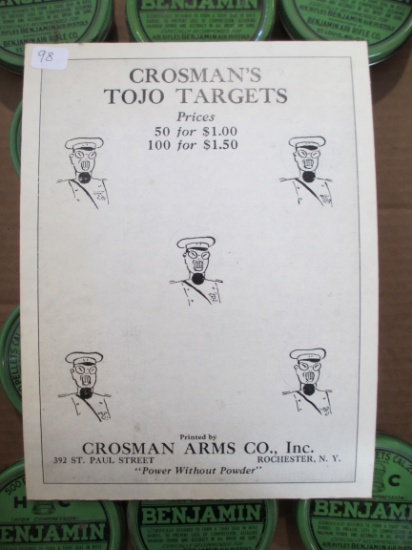 BENJAMIN
98
CROSMAN'S
TOJO TARGETS
Prices
50 for $1.00
100 for $1.50
Printed by
CROSMAN ARMS CO., Inc.
392 ST. PAUL STREET ROCHESTER, N. Y.
"Power Without Powder"
H C
BENJAMIN
BENJAMIN
BENJAMIN
C
BENJAMIN